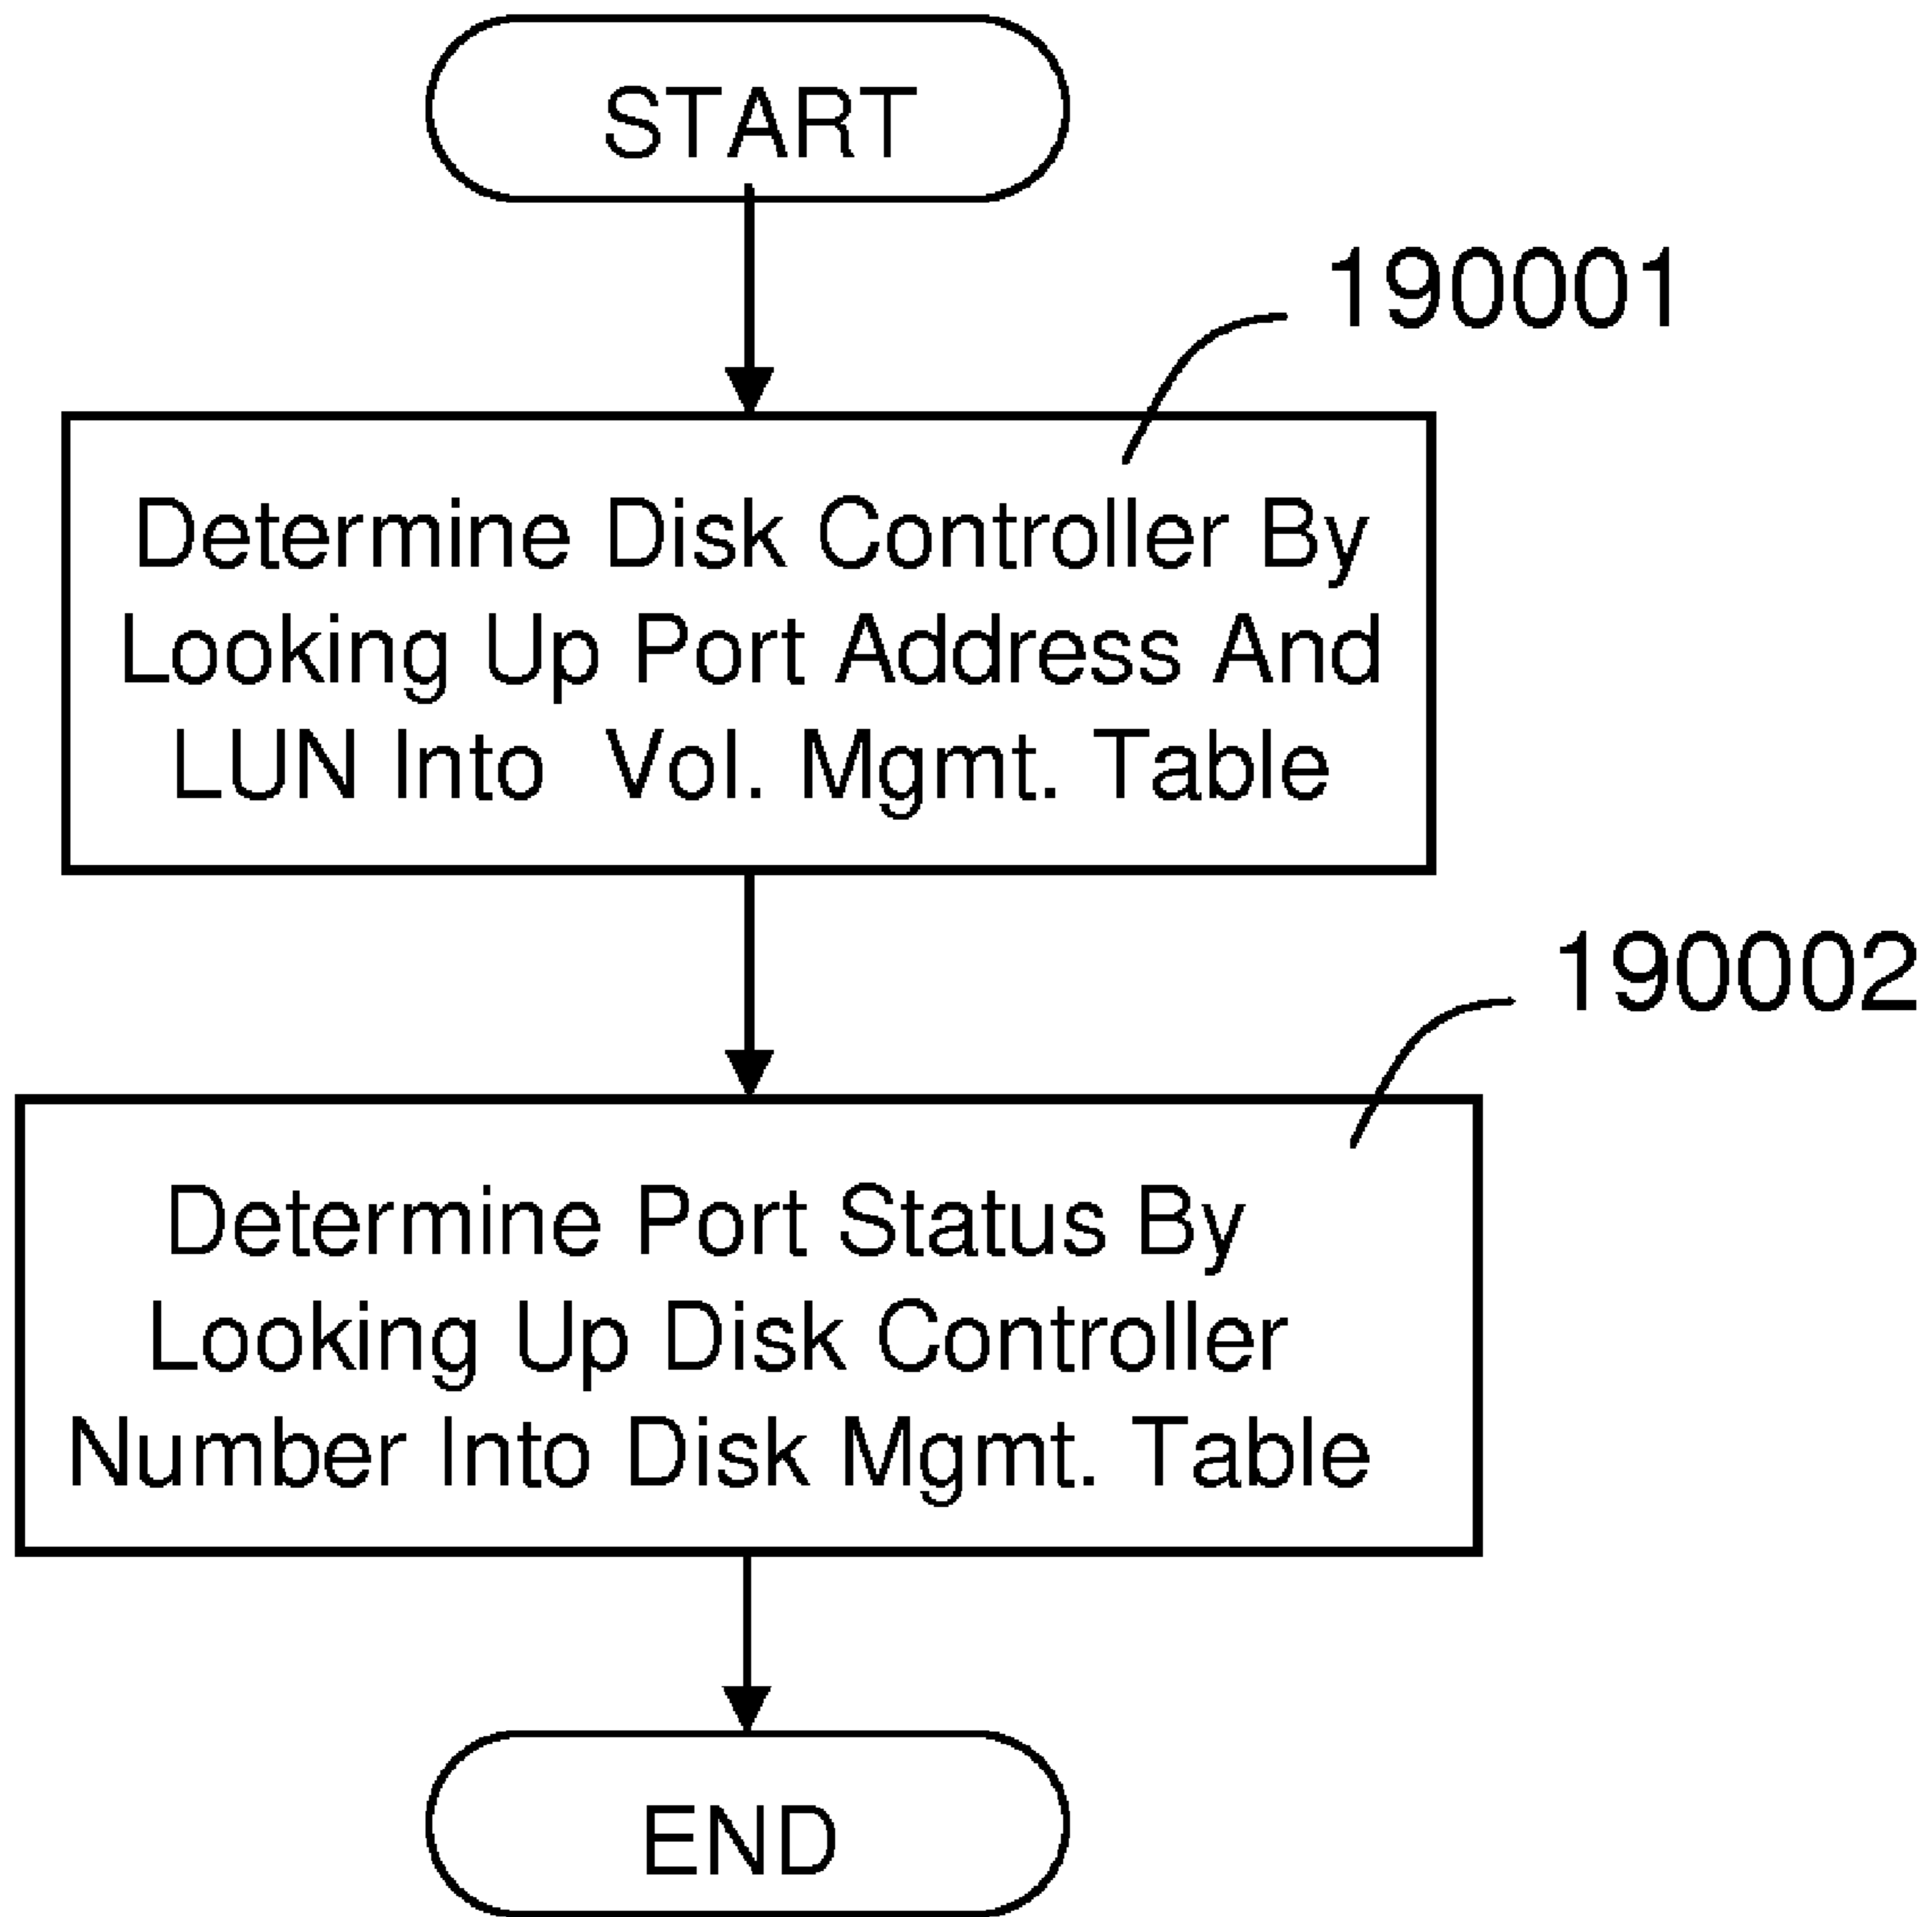 START
190001
Determine Disk Controller By
Looking Up Port Address And
LUN Into Vol. Mgmt. Table
190002
Determine Port Status By
Looking Up Disk Controller
Number Into Disk Mgmt. Table
END